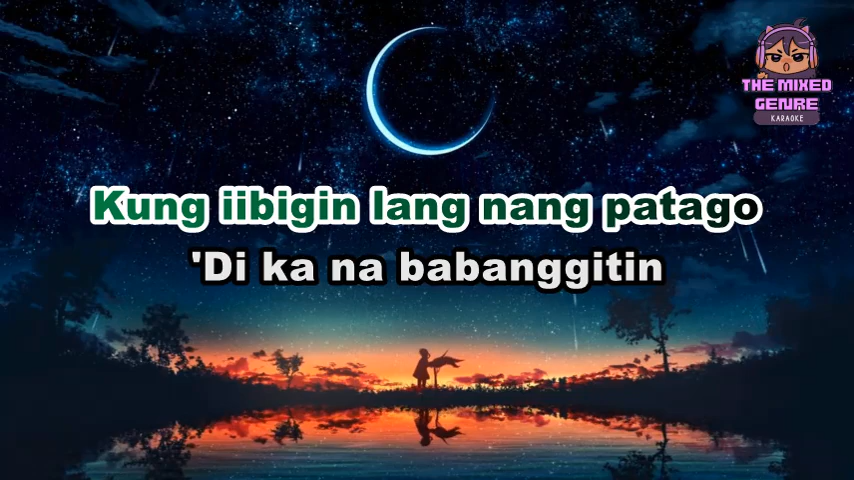 THE MIXED
GENRE
KARAOKE
Kung iibigin lang nang patago
'Di ka na babanggitin